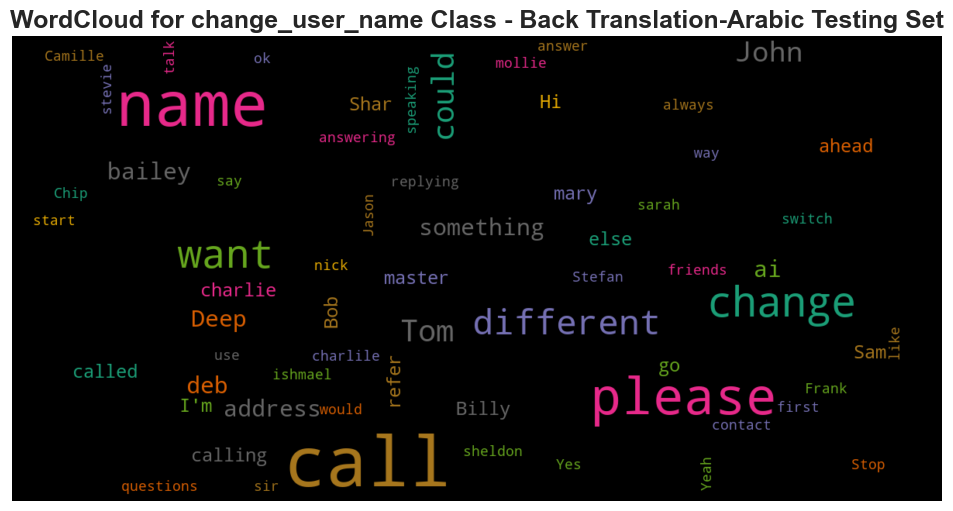 WordCloud for change_user_name Class - Back Translation-Arabic Testing Set
Camille
stevie
talk
ok
answer
mollie
John
name
Shar
speaking
could
Hi
always
answering
way
ahead
bailey
say
replying
mary
Chip
Jason
sarah
start
something
else
switch
want
nick
master
Stefan
friends
ai
charlie
Deep
Bob
Tom
different
change
use
charlile
Sam
like
called
ishmael
refer
go
deb
please
Frank
I'm
address
would
Billy
first
contact
calling
call
sheldon
Yes
Yeah
Stop
questions
sir